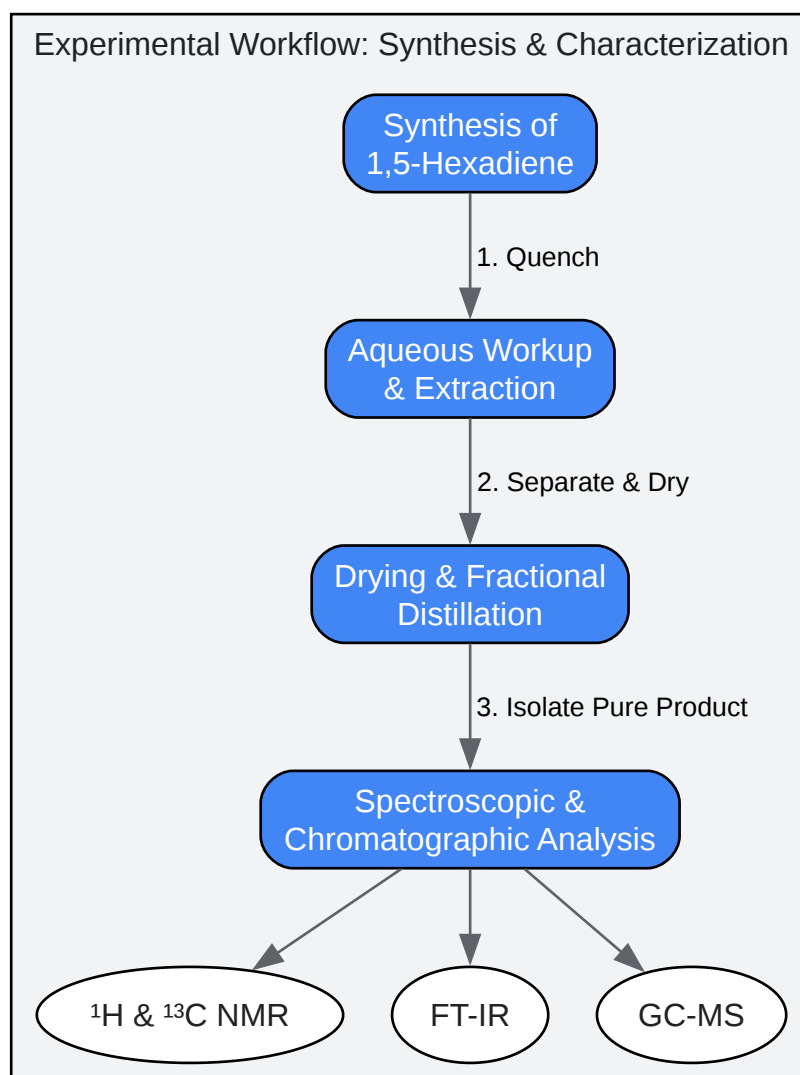 Experimental Workflow: Synthesis & Characterization
Synthesis of
1,5-Hexadiene
1. Quench
Aqueous Workup
& Extraction
2. Separate & Dry
Drying & Fractional
Distillation
3. Isolate Pure Product
Spectroscopic &
Chromatographic Analysis
¹H & ¹³C NMR
FT-IR
GC-MS